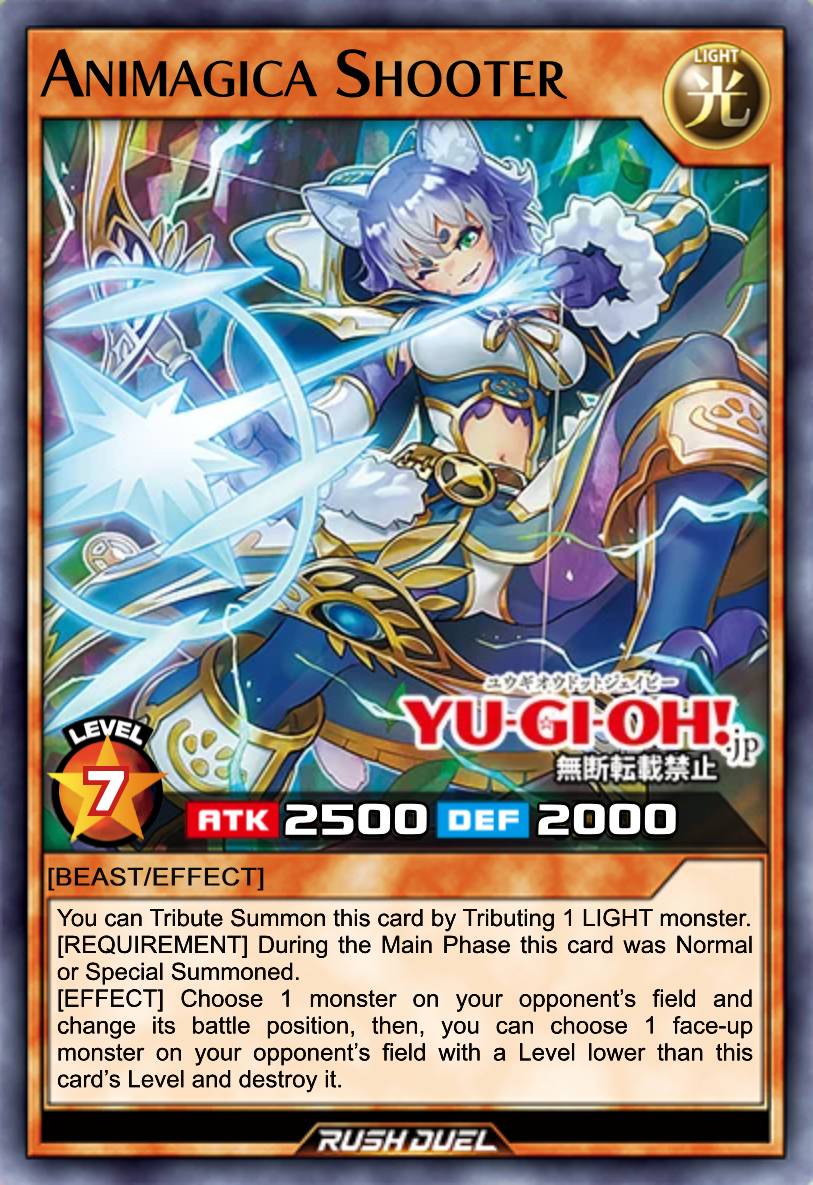 Animagica Shooter
LIGHT
光
ユウギオウドットジェイピー
YU-GI-OH!.jp
無断転載禁止
LEVEL
7
ATK 2500 DEF 2000
[BEAST/EFFECT]
You can Tribute Summon this card by Tributing 1 LIGHT monster.
[REQUIREMENT] During the Main Phase this card was Normal
or Special Summoned.
[EFFECT] Choose 1 monster on your opponent's field and
change its battle position, then, you can choose 1 face-up
monster on your opponent's field with a Level lower than this
card's Level and destroy it.
RUSH DUEL